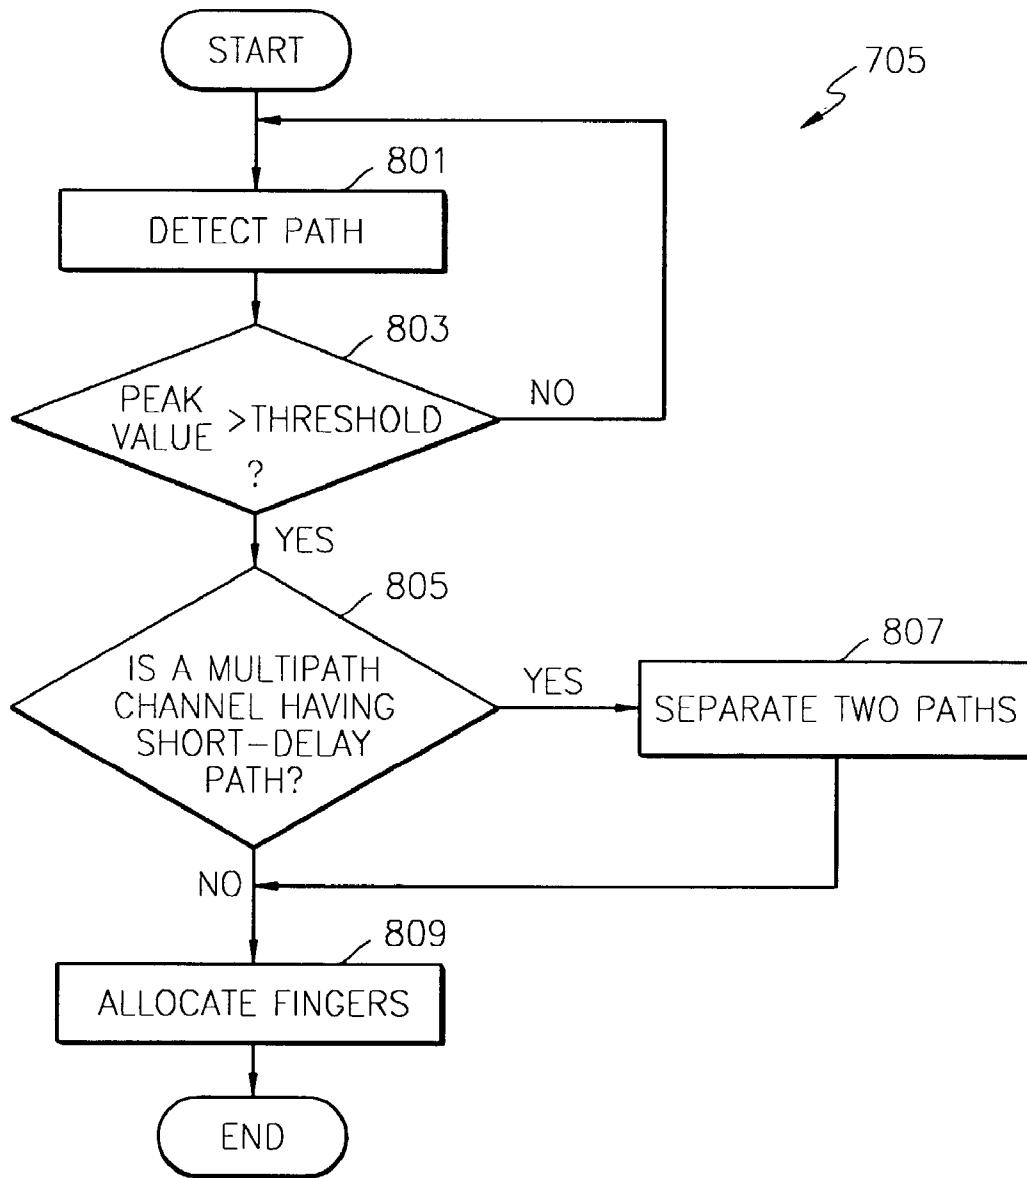 START
705
801
DETECT PATH
803
PEAK
VALUE >THRESHOLD
?
NO
YES
805
IS A MULTIPATH
CHANNEL HAVING
SHORT-DELAY
PATH?
YES
807
SEPARATE TWO PATHS
NO
809
ALLOCATE FINGERS
END